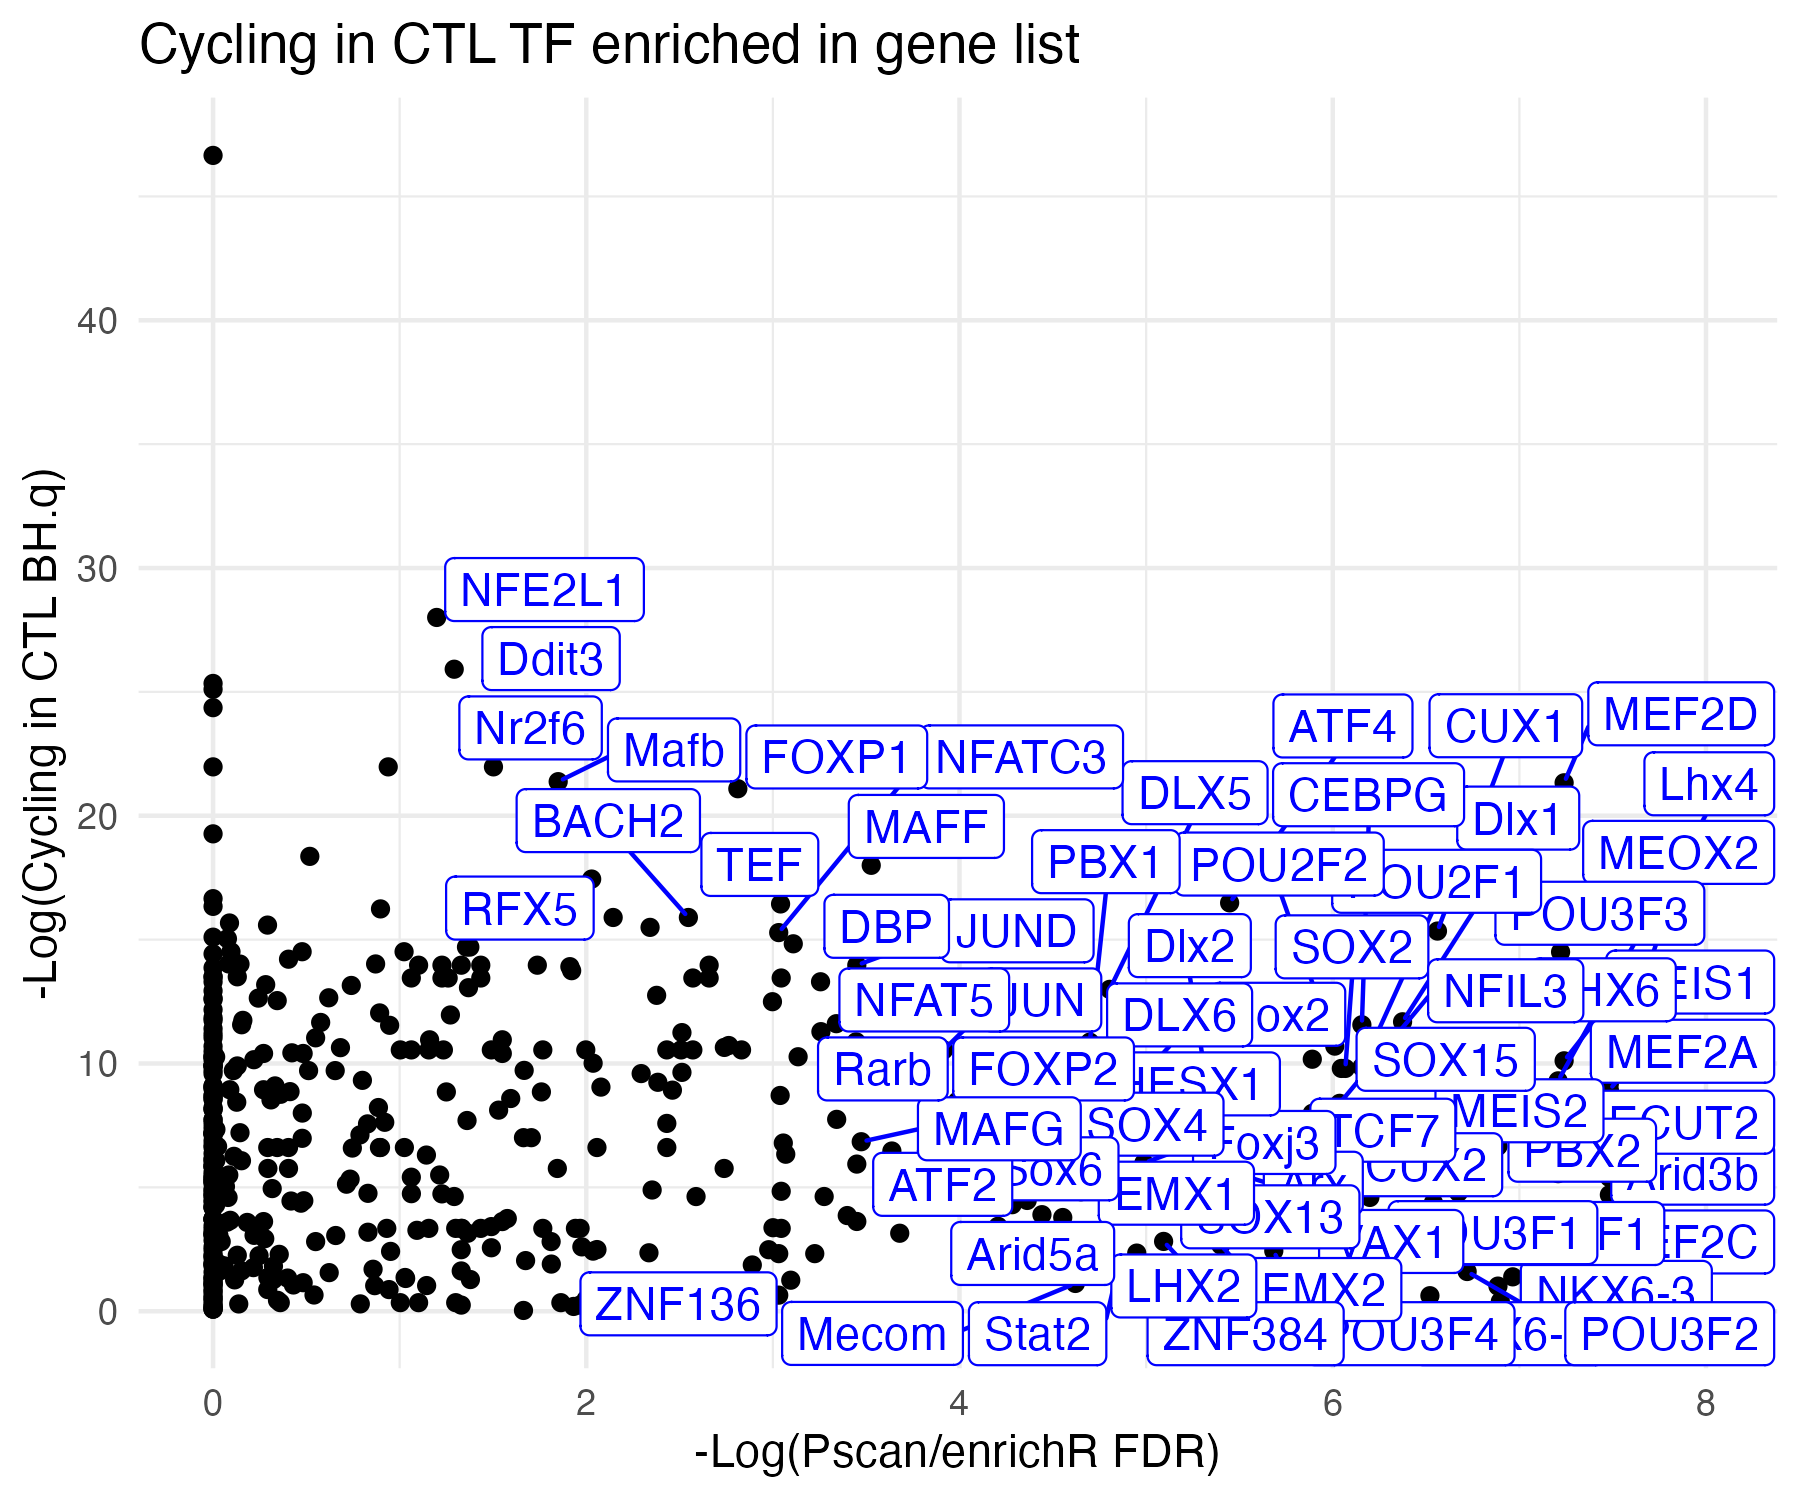 Cycling in CTL TF enriched in gene list
-Log(Cycling in CTL BH.q)
40
30
20
10
0
NFE2L1
Ddit3
Nr2f6
Mafb
FOXP1
NFATC3
ATF4
CUX1
MEF2D
DLX5
CEBPG
Dlx1
Lhx4
BACH2
TEF
MAFF
PBX1
POU2F2
OU2F1
MEOX2
RFX5
DBP
JUND
Dlx2
SOX2
POU3F3
NFAT5
JUN
DLX6
ox2
NFIL3
HX6
EIS1
Rarb
FOXP2
HESX1
SOX15
MEF2A
MAFG
SOX4
Foxj3
TCF7
MEIS2
CUT2
ATF2
Sox6
EMX1
SOX13
CUX2
PBX2
Arid3b
Arid5a
VAX1
OU3F1
F1
EF2C
ZNF136
LHX2
EMX2
NKX6-3
Mecom
Stat2
ZNF384
POU3F4
X6-
POU3F2
0
2
4
6
8
-Log(Pscan/enrichR FDR)